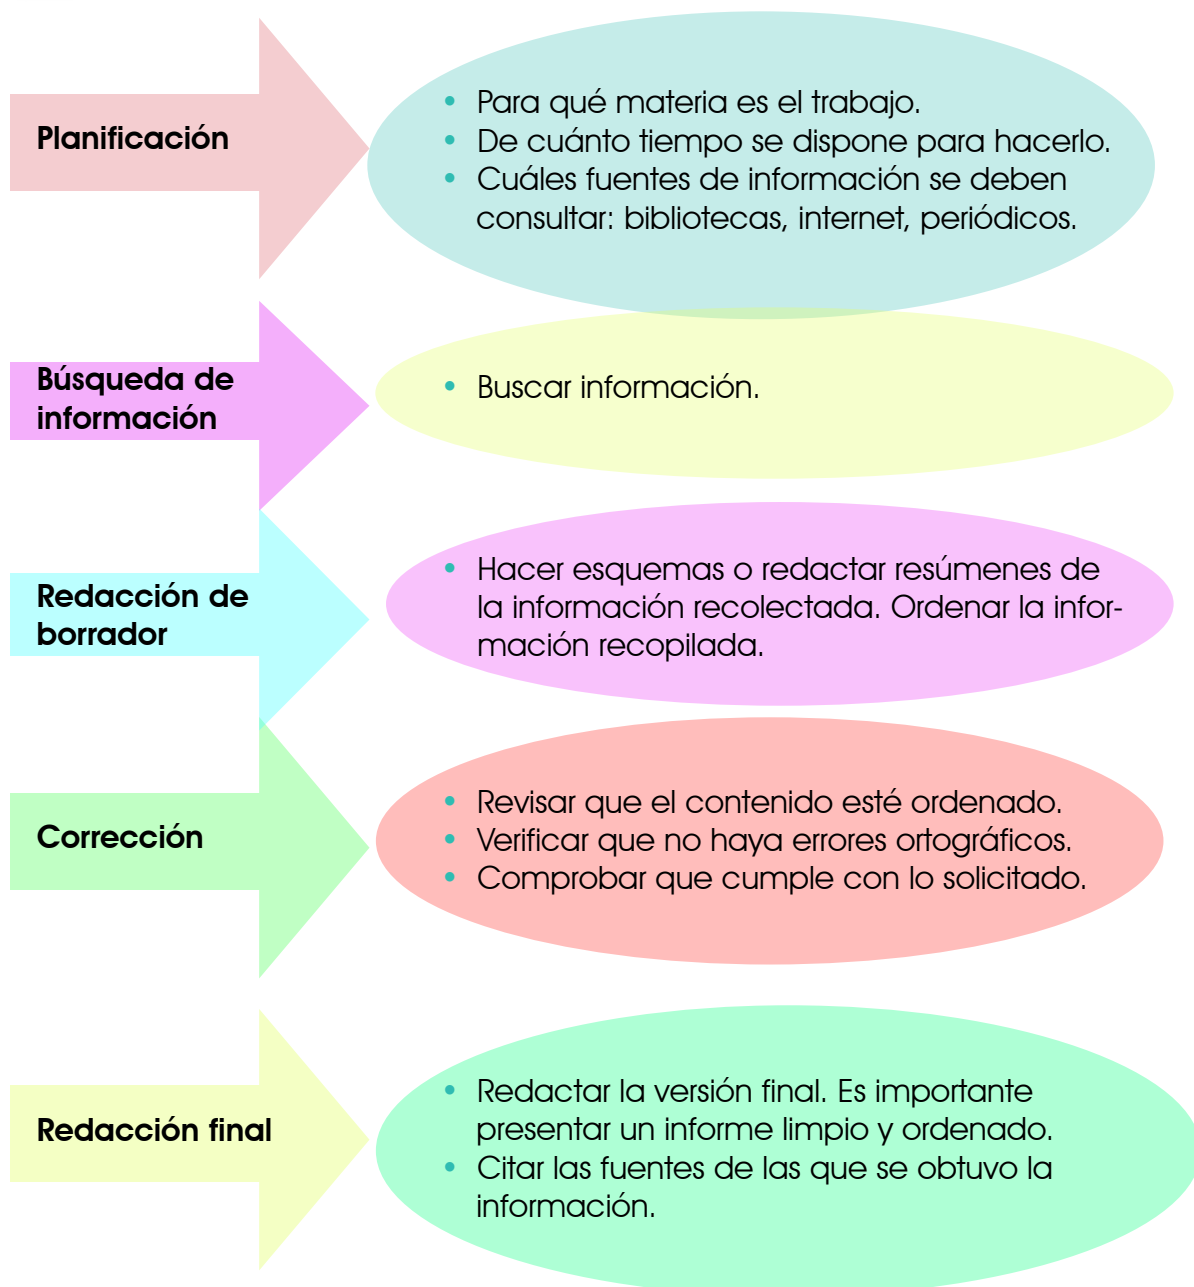 Planificación
• Para qué materia es el trabajo.
• De cuánto tiempo se dispone para hacerlo.
• Cuáles fuentes de información se deben
consultar: bibliotecas, internet, periódicos.
Búsqueda de
información
• Buscar información.
Redacción de
borrador
• Hacer esquemas o redactar resúmenes de
la información recolectada. Ordenar la infor-
mación recopilada.
Corrección
• Revisar que el contenido esté ordenado.
• Verificar que no haya errores ortográficos.
• Comprobar que cumple con lo solicitado.
Redacción final
• Redactar la versión final. Es importante
presentar un informe limpio y ordenado.
• Citar las fuentes de las que se obtuvo la
información.